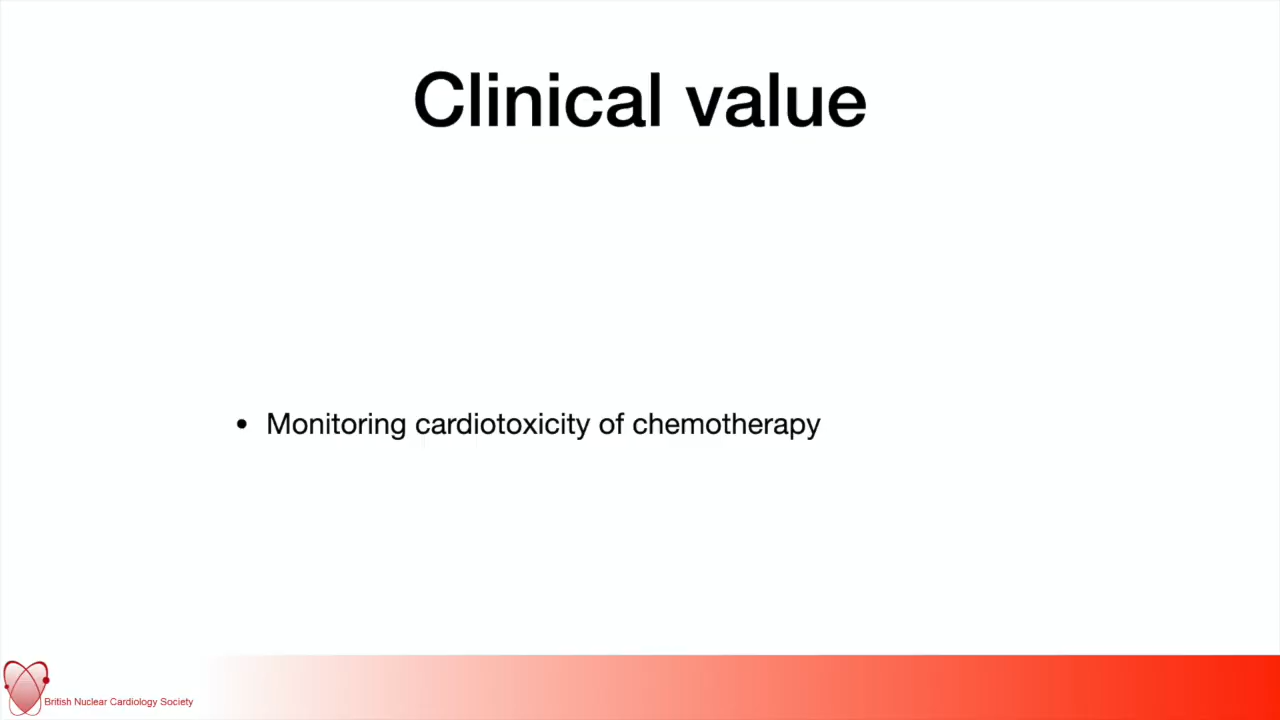 Clinical value
• Monitoring cardiotoxicity of chemotherapy
British Nuclear Cardiology Society